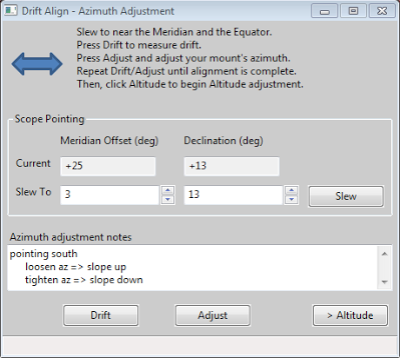 Drift Align - Azimuth Adjustment
Slew to near the Meridian and the Equator.
Press Drift to measure drift.
Press Adjust and adjust your mount's azimuth.
Repeat Drift/Adjust until alignment is complete.
Then, click Altitude to begin Altitude adjustment.
Scope Pointing
Meridian Offset (deg) Declination (deg)
Current +25 +13
Slew To 3 13 Slew
Azimuth adjustment notes
pointing south
loosen az => slope up
tighten az => slope down
Drift Adjust > Altitude